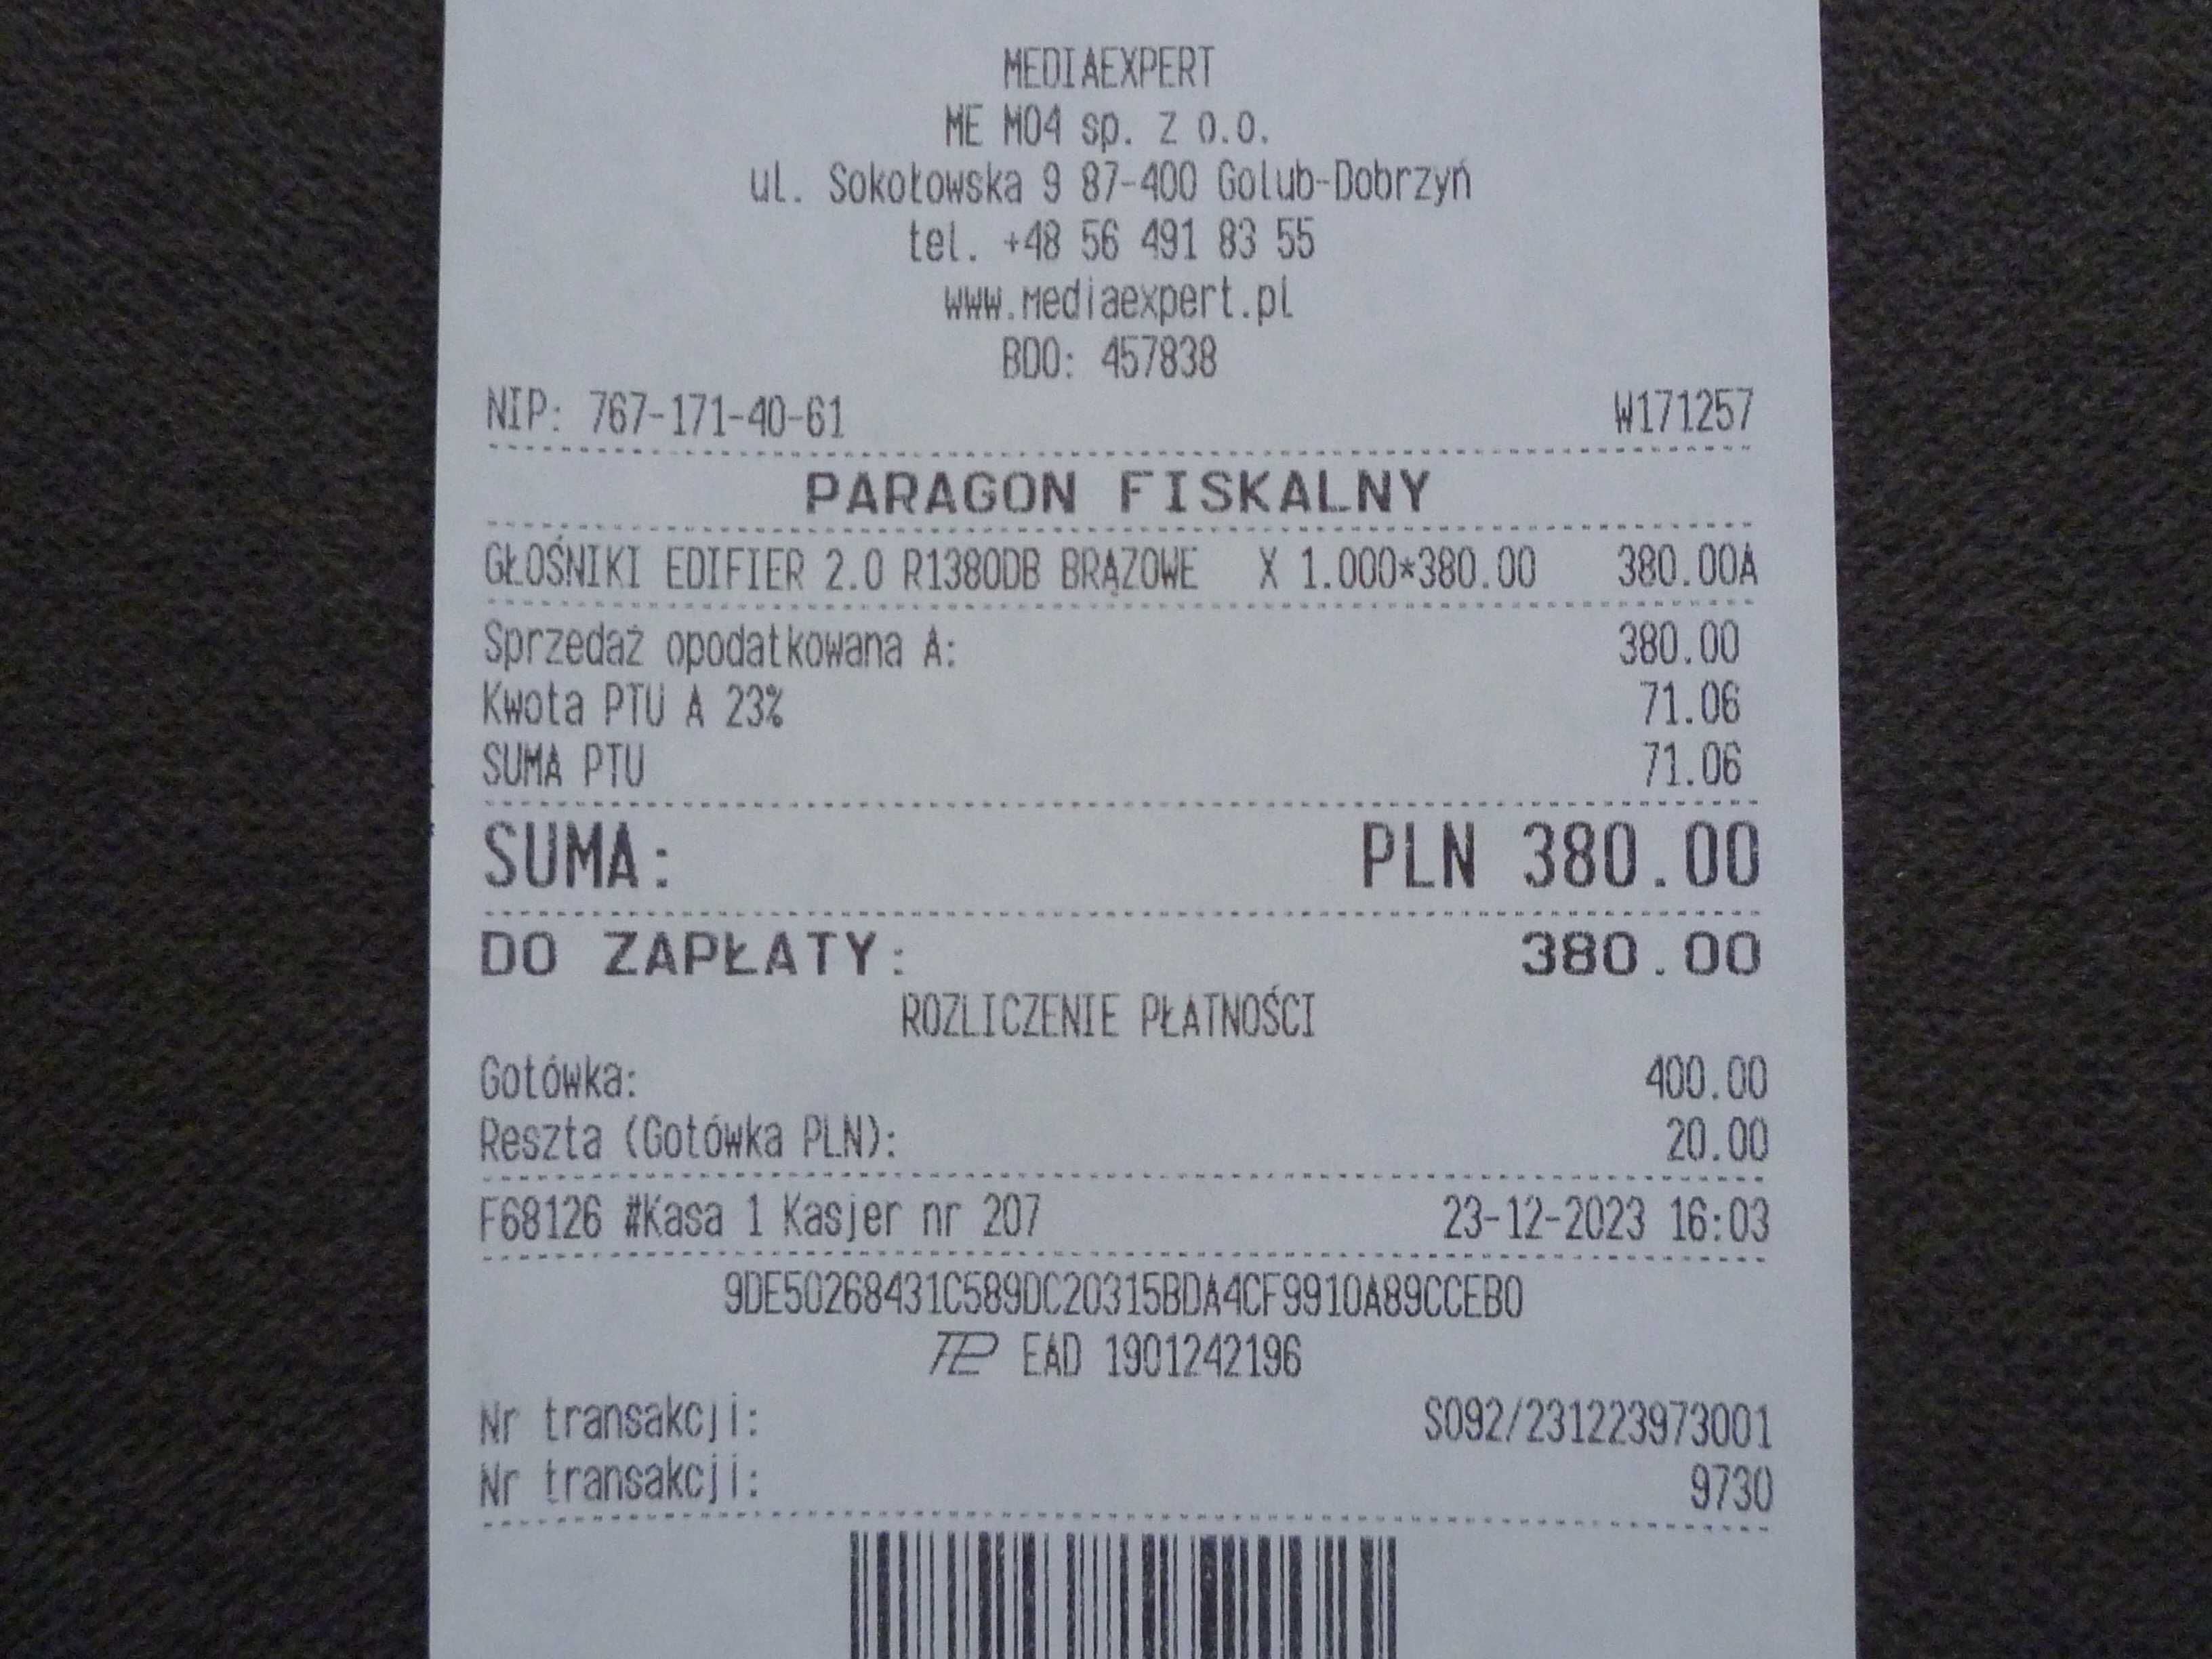 MEDIAEXPERT
ME M04 sp. z o.o.
ul. Sokołowska 9 87-400 Golub-Dobrzyń
tel. +48 56 491 83 55
www.mediaexpert.pl
BDO: 457838
NIP: 767-171-40-61 W171257
PARAGON FISKALNY
GŁOŚNIKI EDIFIER 2.0 R1380DB BRĄZOWE X 1.000*380.00 380.00A
Sprzedaż opodatkowana A: 380.00
Kwota PTU A 23% 71.06
SUMA PTU 71.06
SUMA: PLN 380.00
DO ZAPŁATY: 380.00
ROZLICZENIE PŁATNOŚCI
Gotówka: 400.00
Reszta (Gotówka PLN): 20.00
F68126 #Kasa 1 Kasjer nr 207 23-12-2023 16:03
9DE50268431C589DC20315BDA4CF9910A89CCEB0
EAD 1901242196
Nr transakcji: S092/231223973001
Nr transakcji: 9730